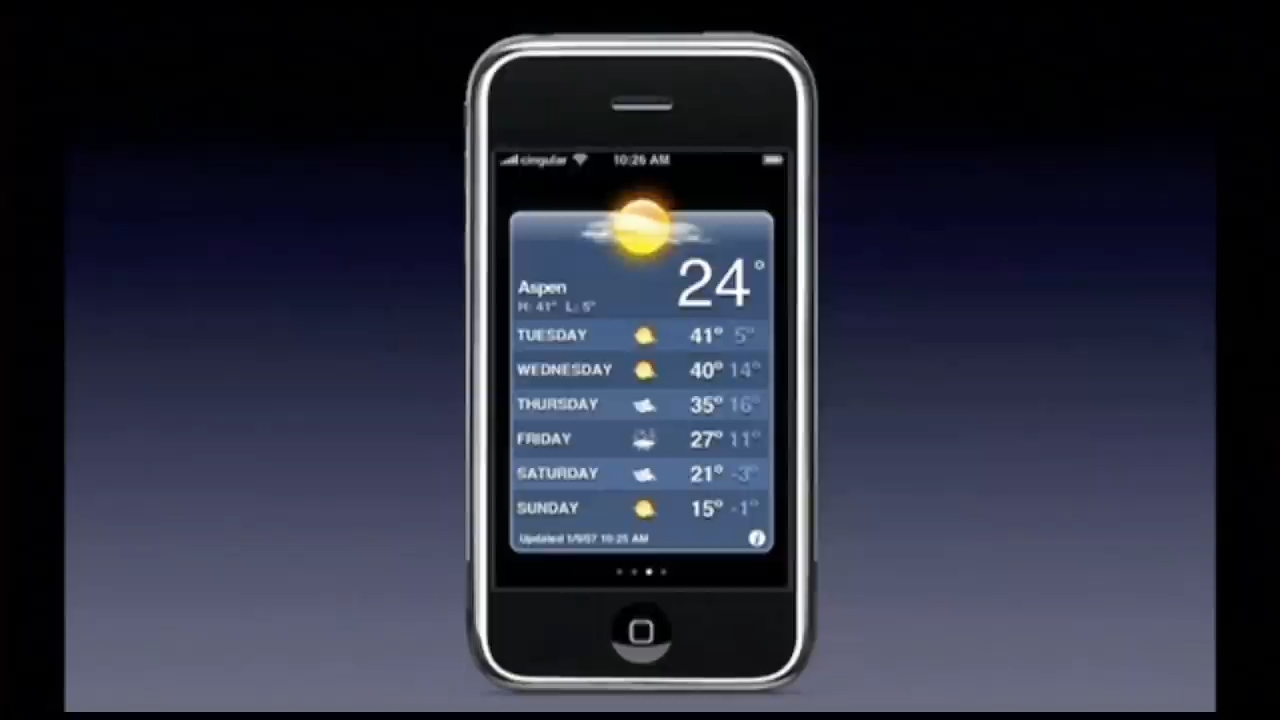 cingular 10:26 AM
24°
Aspen
H: 41° L: 5°
TUESDAY 41° 5°
WEDNESDAY 40° 14°
THURSDAY 35° 16°
FRIDAY 27° 11°
SATURDAY 21° -3°
SUNDAY 15° -1°
Updated 1/9/07 10:25 AM